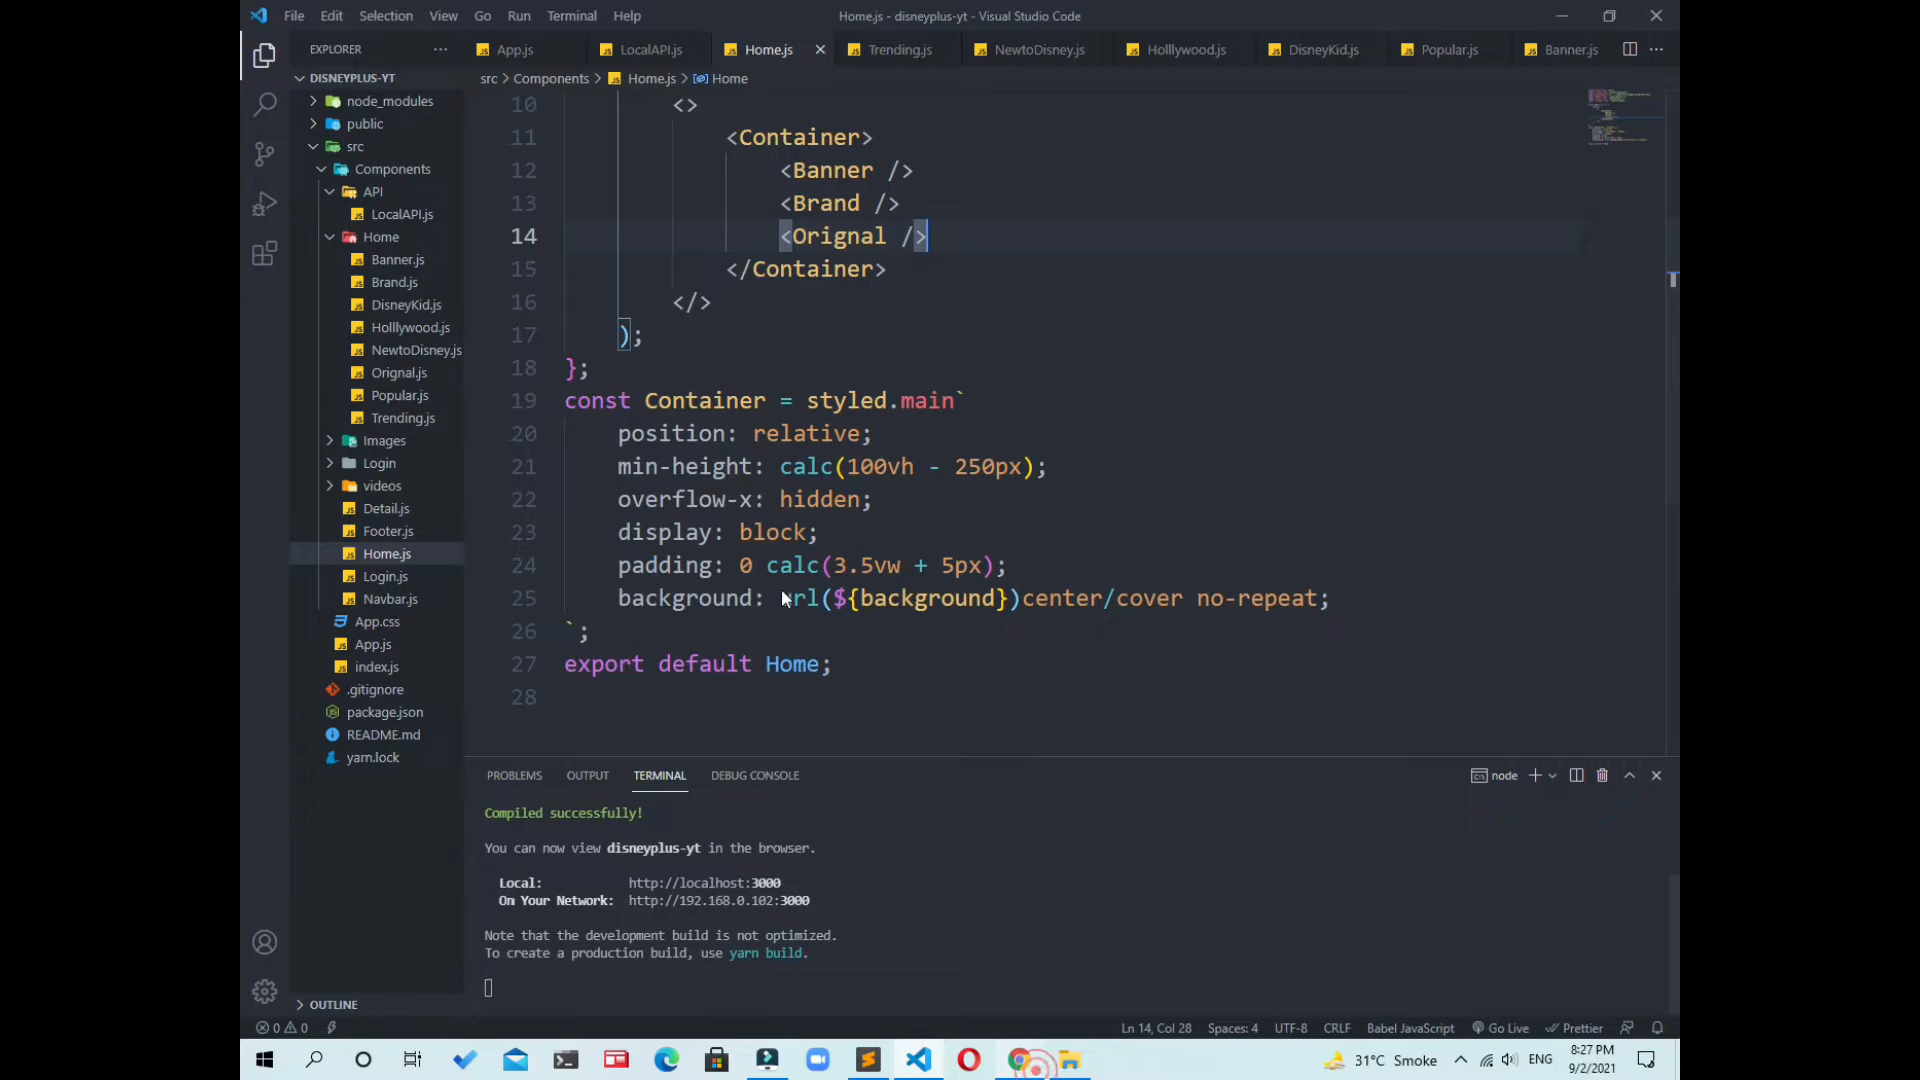 File Edit Selection View Go Run Terminal Help
Home.js - disneyplus-yt - Visual Studio Code
EXPLORER
App.js LocalAPI.js Home.js Trending.js NewtoDisney.js Holllywood.js DisneyKid.js Popular.js Banner.js
DISNEYPLUS-YT
src > Components > Home.js > Home
node_modules
public
src
Components
API
LocalAPI.js
Home
Banner.js
Brand.js
DisneyKid.js
Holllywood.js
NewtoDisney.js
Orignal.js
Popular.js
Trending.js
Images
Login
videos
Detail.js
Footer.js
Home.js
Login.js
Navbar.js
App.css
App.js
index.js
.gitignore
package.json
README.md
yarn.lock
OUTLINE
10 <>
11 <Container>
12 <Banner />
13 <Brand />
14 <Orignal />
15 </Container>
16 </>
17 );
18 };
19 const Container = styled.main`
20 position: relative;
21 min-height: calc(100vh - 250px);
22 overflow-x: hidden;
23 display: block;
24 padding: 0 calc(3.5vw + 5px);
25 background: url(${background})center/cover no-repeat;
26 `;
27 export default Home;
28
PROBLEMS OUTPUT TERMINAL DEBUG CONSOLE
node
Compiled successfully!
You can now view disneyplus-yt in the browser.
Local: http://localhost:3000
On Your Network: http://192.168.0.102:3000
Note that the development build is not optimized.
To create a production build, use yarn build.
0 0
Ln 14, Col 28 Spaces: 4 UTF-8 CRLF Babel JavaScript Go Live Prettier
31°C Smoke ENG
8:27 PM
9/2/2021